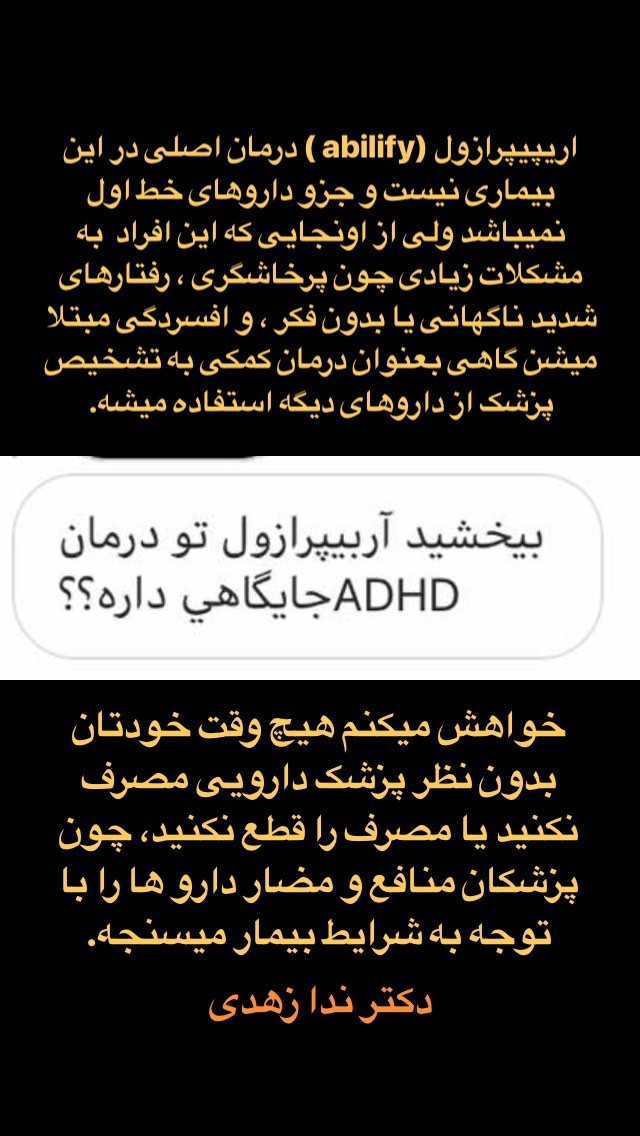 اریپیپرازول (abilify ) درمان اصلی در این
بیماری نیست و جزو داروهای خط اول
نمیباشد ولی از اونجایی که این افراد به
مشکلات زیادی چون پرخاشگری ، رفتارهای
شدید ناگهانی یا بدون فکر ، و افسردگی مبتلا
میشن گاهی بعنوان درمان کمکی به تشخیص
پزشک از داروهای دیگه استفاده میشه.
بیخشید آربیپرازول تو درمان
ADHDجایگاهي داره؟؟
خواهش میکنم هیچ وقت خودتان
بدون نظر پزشک دارویی مصرف
نکنید یا مصرف را قطع نکنید، چون
پزشکان منافع و مضار دارو ها را با
توجه به شرایط بیمار میسنجه.
دکتر ندا زهدی